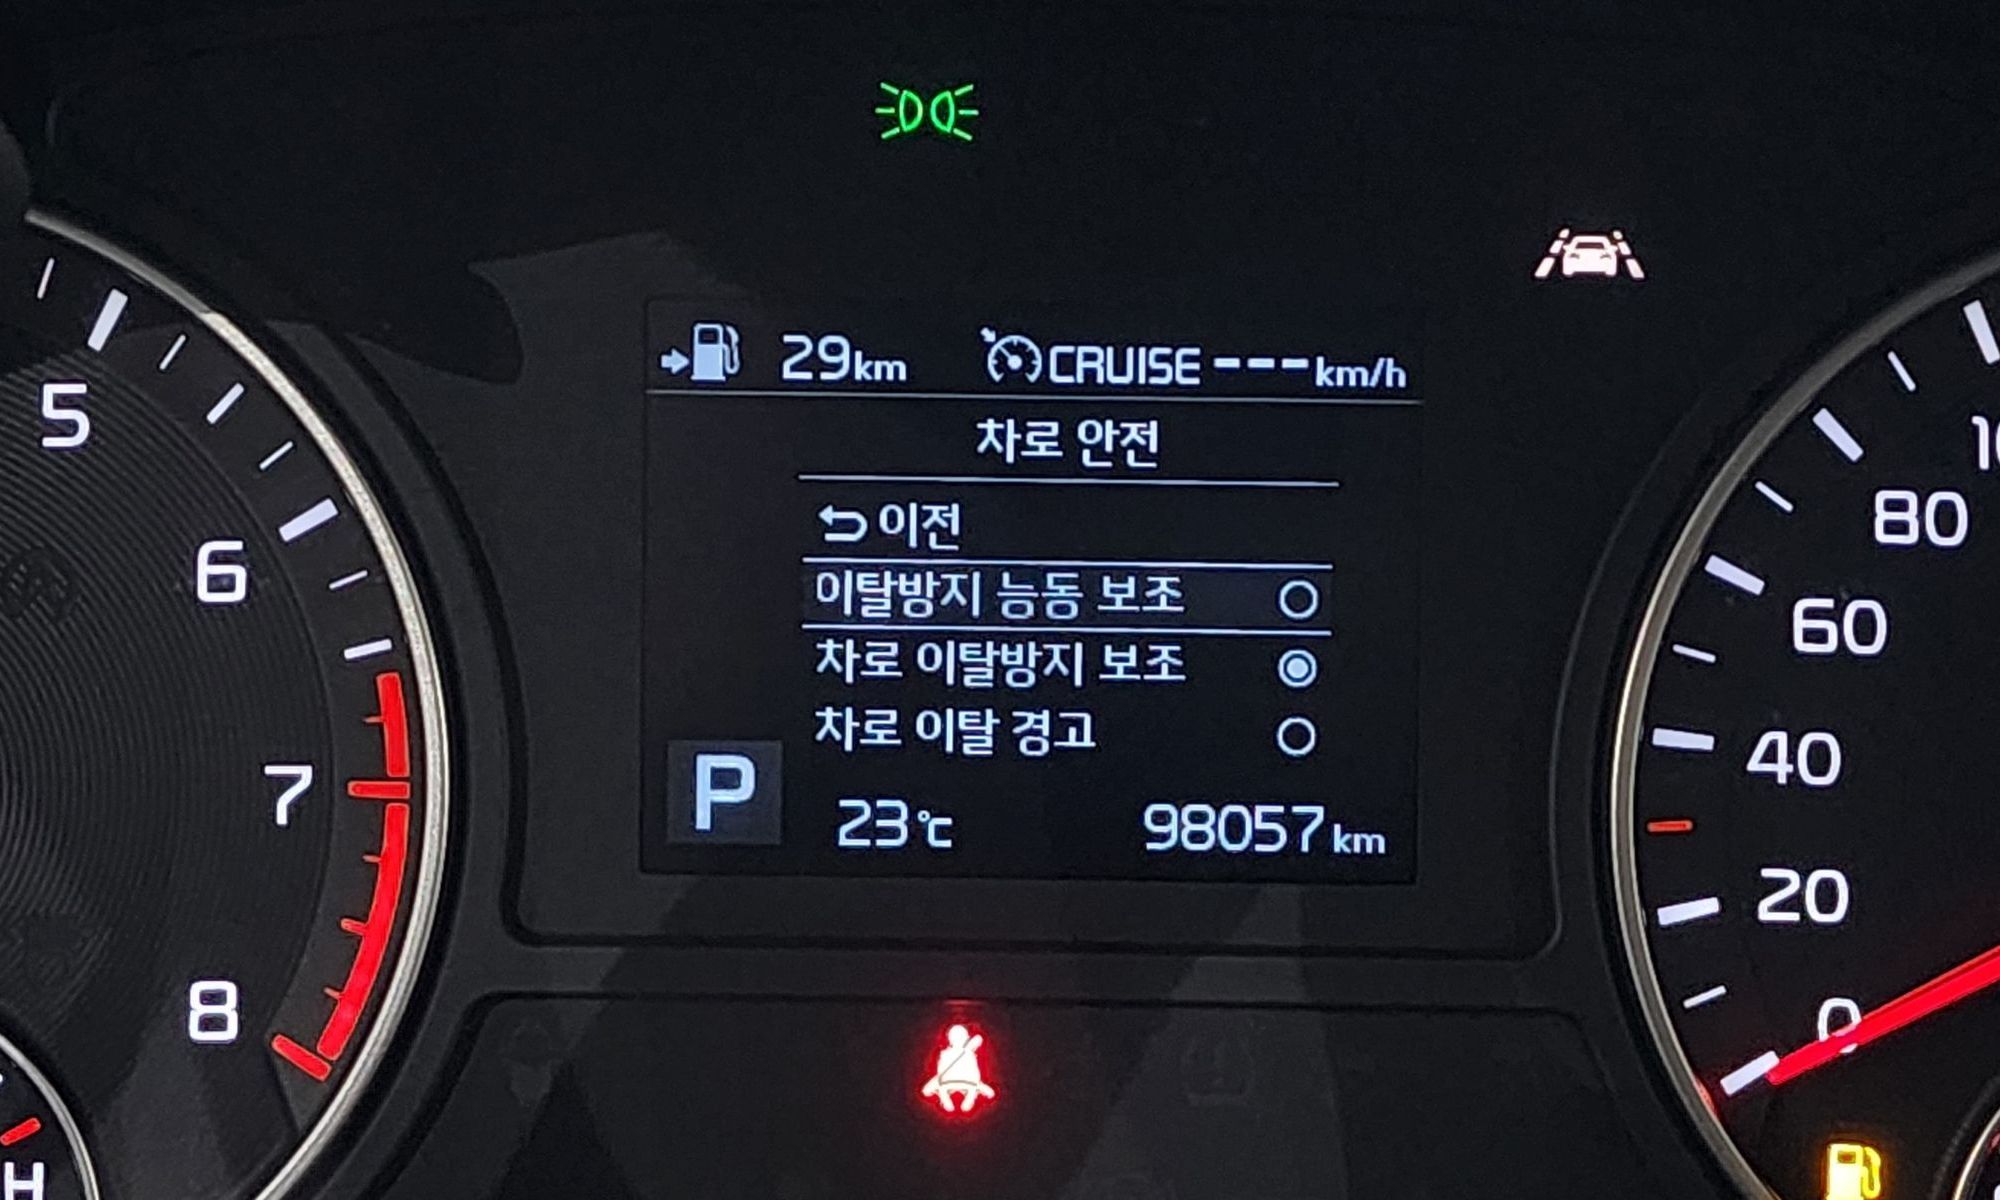 29km CRUISE ---km/h
차로 안전
이전
이탈방지 능동 보조
차로 이탈방지 보조
차로 이탈 경고
P
23℃ 98057km
5
6
7
8
H
80
60
40
20
0